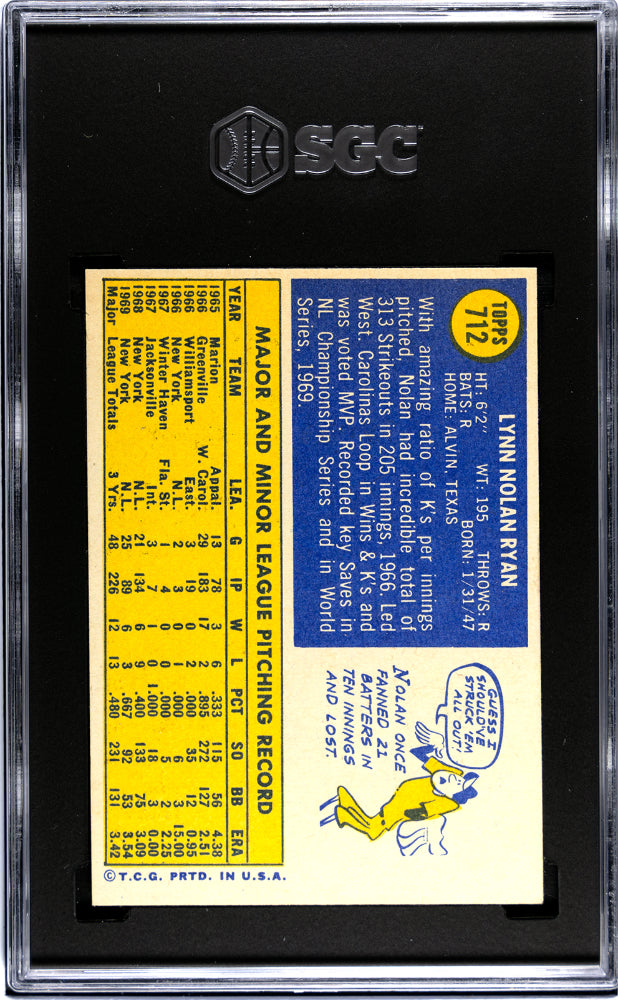 SGC
TOPPS
712
LYNN NOLAN RYAN
HT: 6'2" WT: 195 THROWS: R
BATS: R BORN: 1/31/47
HOME: ALVIN, TEXAS
With amazing ratio of K's per innings
pitched, Nolan had incredible total of
313 Strikeouts in 205 innings, 1966. Led
West. Carolinas Loop in Wins & K's and
was voted MVP. Recorded key Saves in
NL Championship Series and in World
Series, 1969.
GUESS I
SHOULD'VE
STRUCK 'EM
ALL OUT!
NOLAN ONCE
FANNED 21
BATTERS IN
TEN INNINGS
AND LOST.
MAJOR AND MINOR LEAGUE PITCHING RECORD
YEAR TEAM LEA. G IP W L PCT SO BB ERA
1965 Marion Appal. 13 78 3 6 .333 115 56 4.38
1966 Greenville W. Carol. 29 183 17 2 .895 272 127 2.51
1966 Williamsport East. 3 19 0 2 .000 35 12 0.95
1966 New York N.L. 2 3 0 1 .000 6 3 15.00
1967 Winter Haven Fla. St. 1 4 0 0 .000 5 2 2.25
1967 Jacksonville Int. 3 7 1 0 1.000 18 3 0.00
1968 New York N.L. 21 134 6 9 .400 133 75 3.09
1969 New York N.L. 25 89 6 3 .667 92 53 3.54
Major League Totals 3 Yrs. 48 226 12 13 .480 231 131 3.42
© T.C.G. PRTD. IN U.S.A.